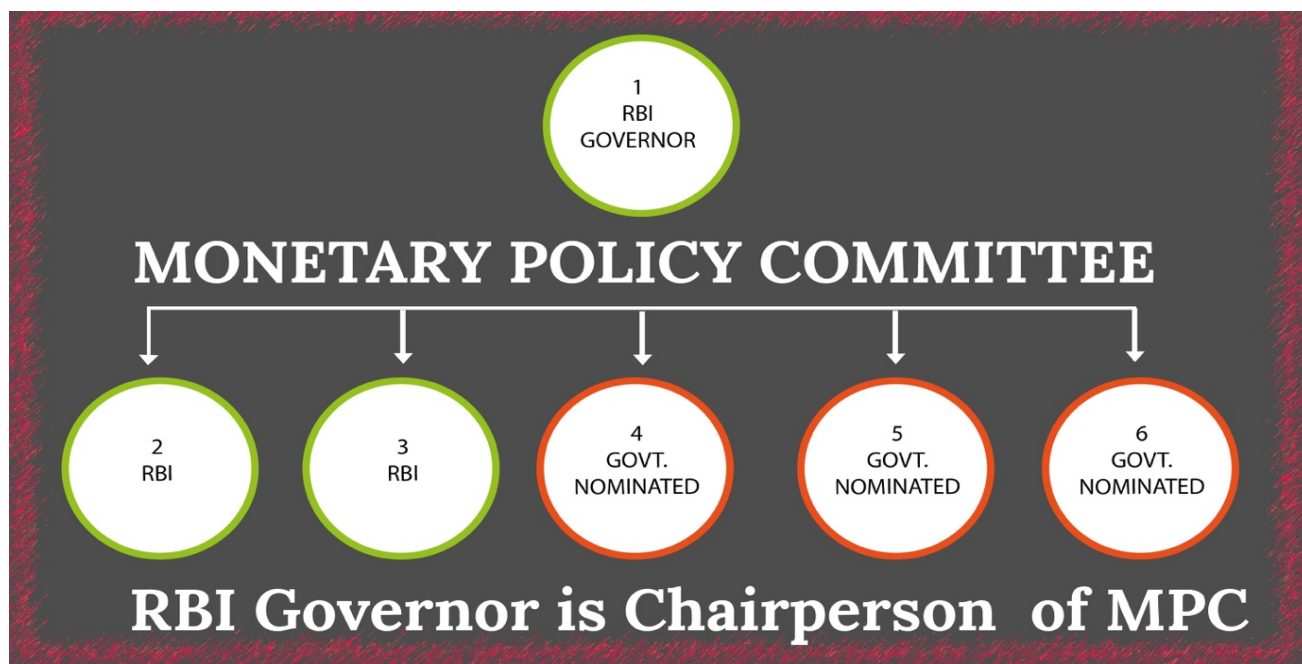 1
RBI
GOVERNOR
MONETARY POLICY COMMITTEE
2
RBI
3
RBI
4
GOVT.
NOMINATED
5
GOVT.
NOMINATED
6
GOVT.
NOMINATED
RBI Governor is Chairperson of MPC